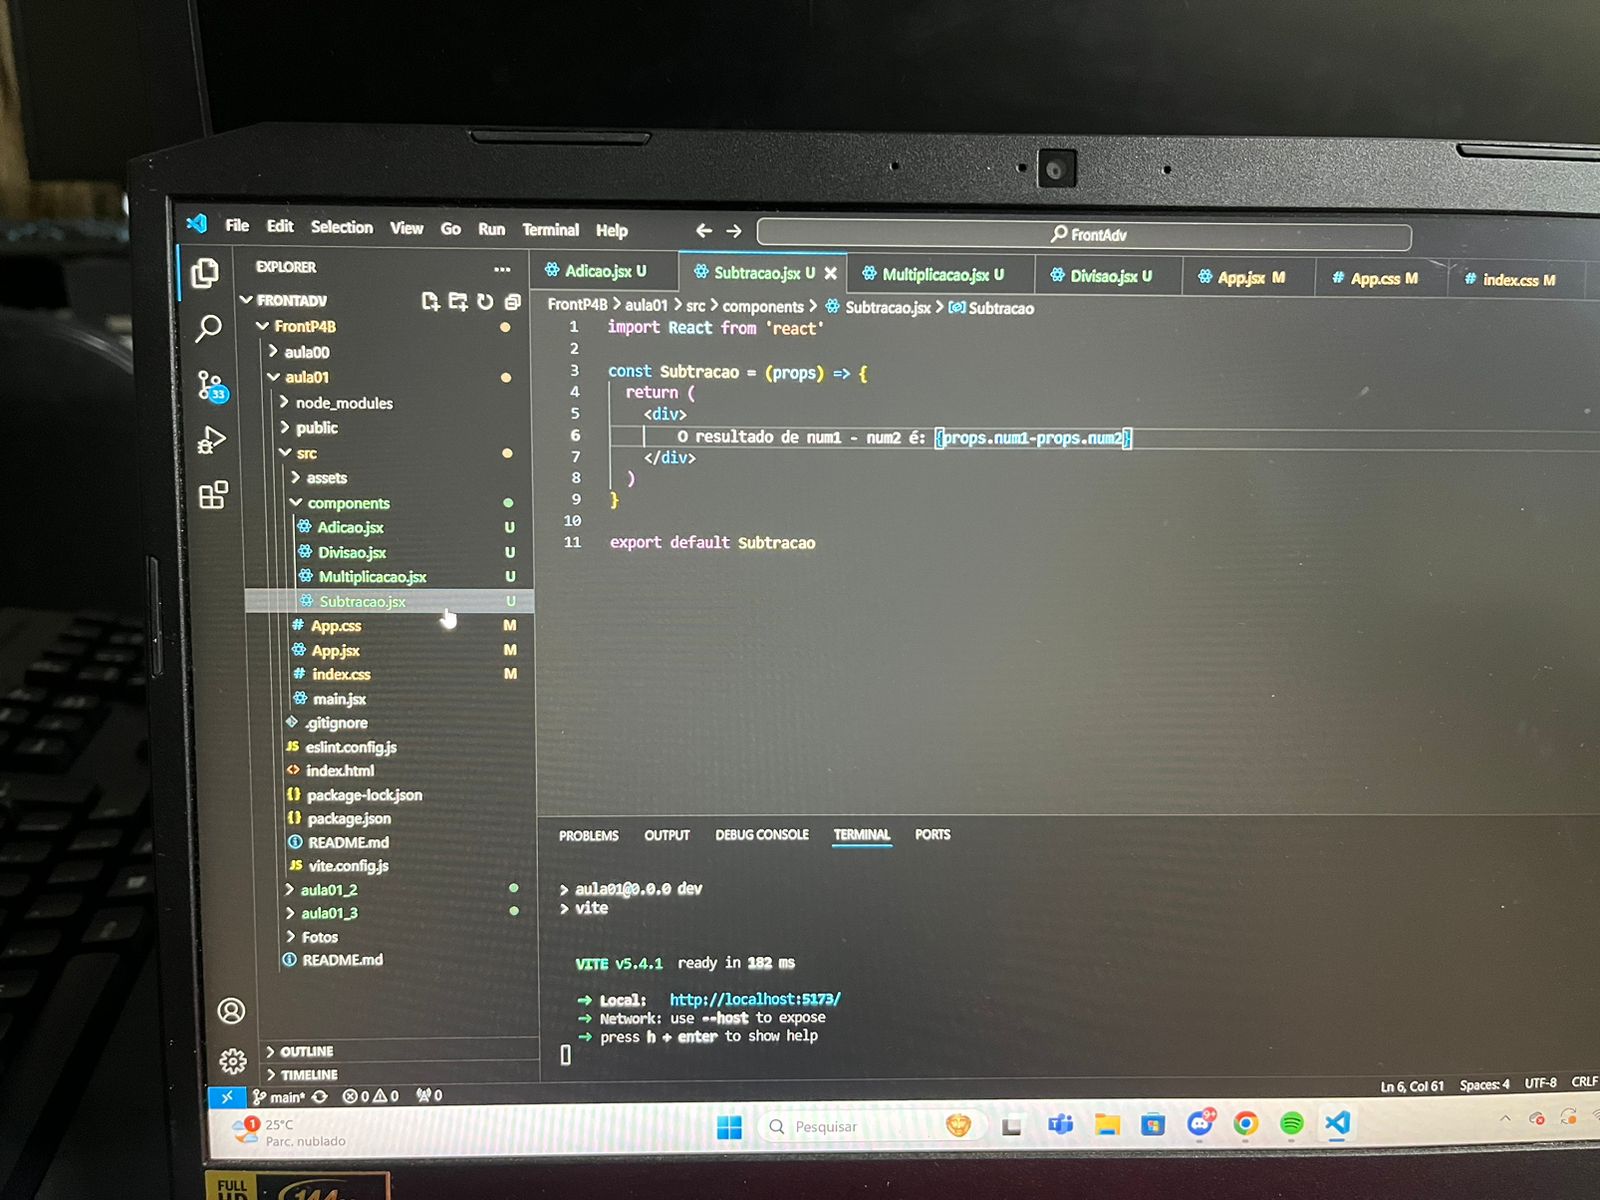 File Edit Selection View Go Run Terminal Help
FrontAdv
EXPLORER
FRONTADV
FrontP4B
aula00
aula01
node_modules
public
src
assets
components
Adicao.jsx U
Divisao.jsx U
Multiplicacao.jsx U
Subtracao.jsx U
App.css M
App.jsx M
index.css M
main.jsx
.gitignore
JS eslint.config.js
index.html
package-lock.json
package.json
README.md
JS vite.config.js
aula01_2
aula01_3
Fotos
README.md
OUTLINE
TIMELINE
33
Adicao.jsx U Subtracao.jsx U Multiplicacao.jsx U Divisao.jsx U App.jsx M App.css M index.css M
FrontP4B > aula01 > src > components > Subtracao.jsx > Subtracao
1 import React from 'react'
2
3 const Subtracao = (props) => {
4 return (
5 <div>
6 O resultado de num1 - num2 é: {props.num1-props.num2}
7 </div>
8 )
9 }
10
11 export default Subtracao
PROBLEMS OUTPUT DEBUG CONSOLE TERMINAL PORTS
> aula01@0.0.0 dev
> vite
VITE v5.4.1 ready in 182 ms
➜ Local: http://localhost:5173/
➜ Network: use --host to expose
➜ press h + enter to show help
main* 0 0 0
Ln 6, Col 61 Spaces: 4 UTF-8 CRLF
1 25°C
Parc. nublado
Pesquisar
9+
FULL
HD